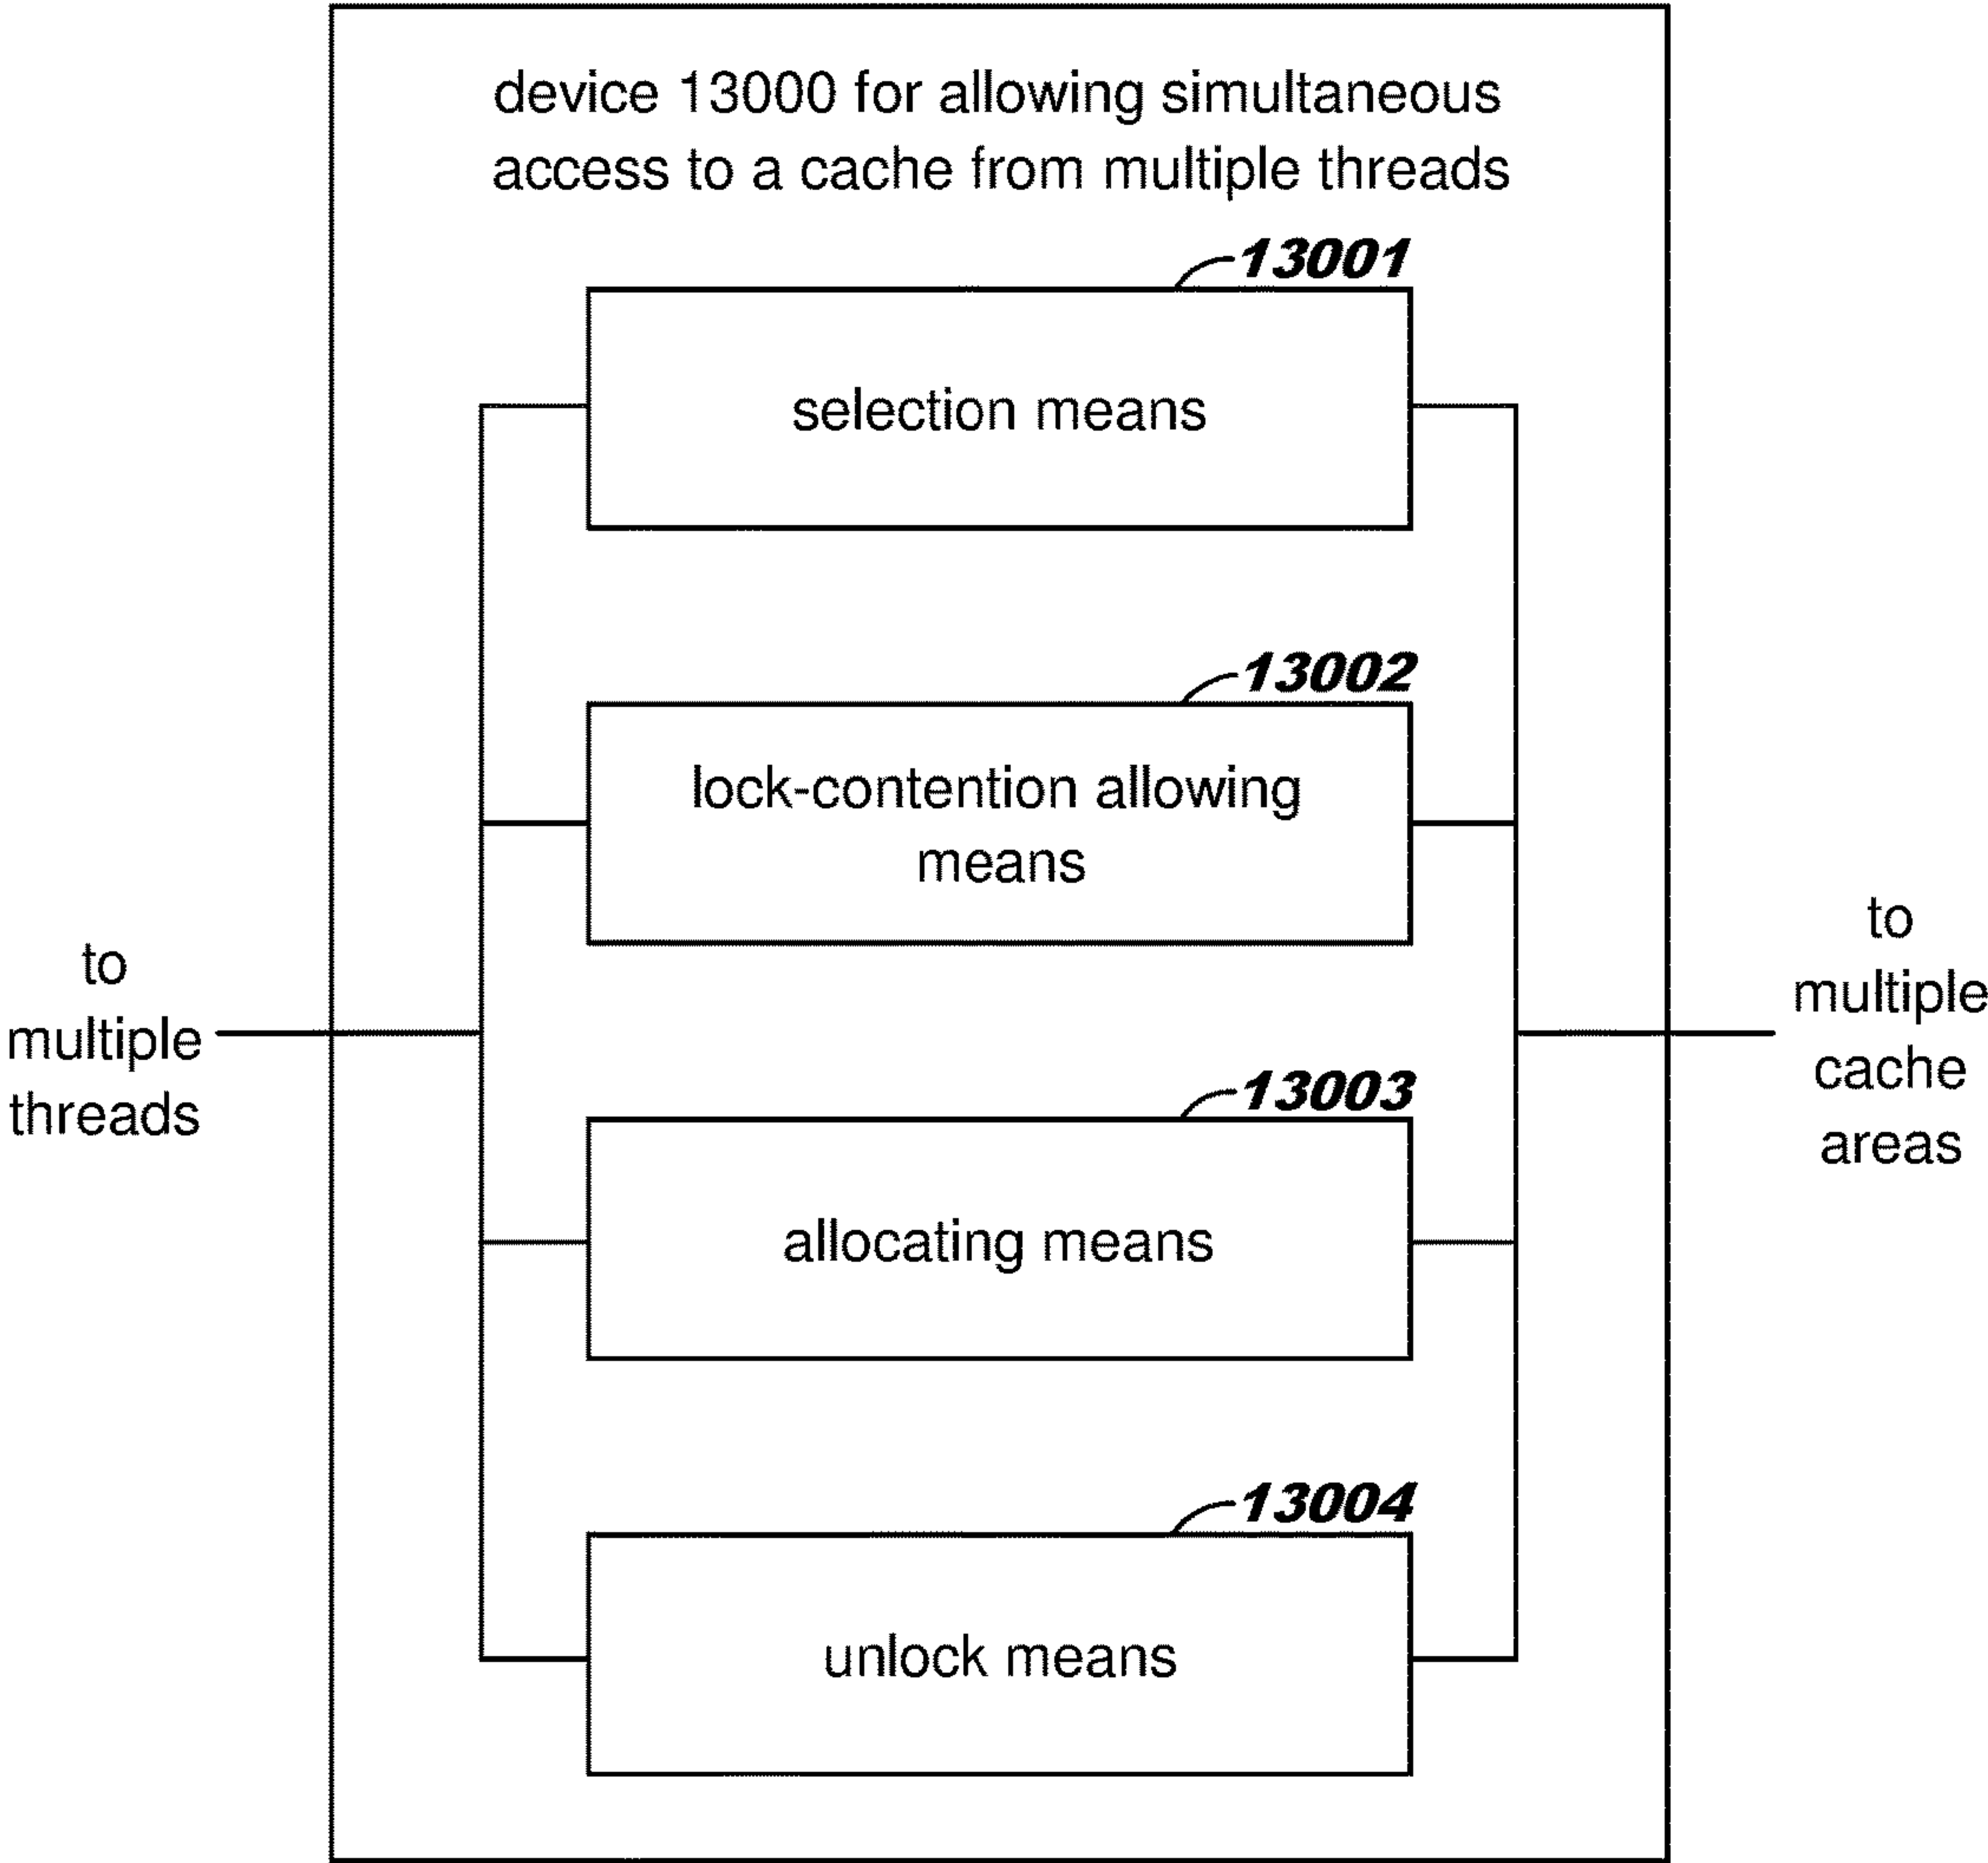 device 13000 for allowing simultaneous
access to a cache from multiple threads
13001
selection means
13002
lock-contention allowing
means
to
multiple
threads
to
multiple
cache
areas
13003
allocating means
13004
unlock means